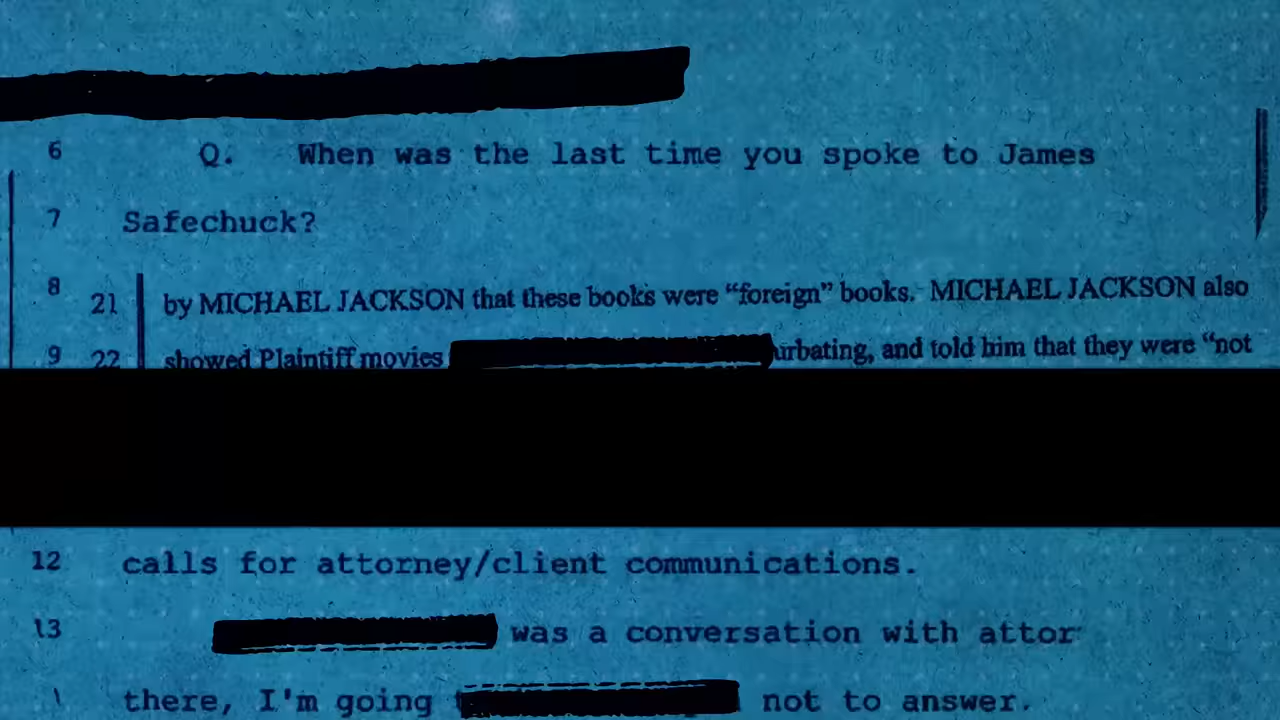 6 Q. When was the last time you spoke to James
7 Safechuck?
8 21 by MICHAEL JACKSON that these books were “foreign” books. MICHAEL JACKSON also
9 22 showed Plaintiff movies urbating, and told him that they were “not
12 calls for attorney/client communications.
13 was a conversation with attor
there, I'm going not to answer.